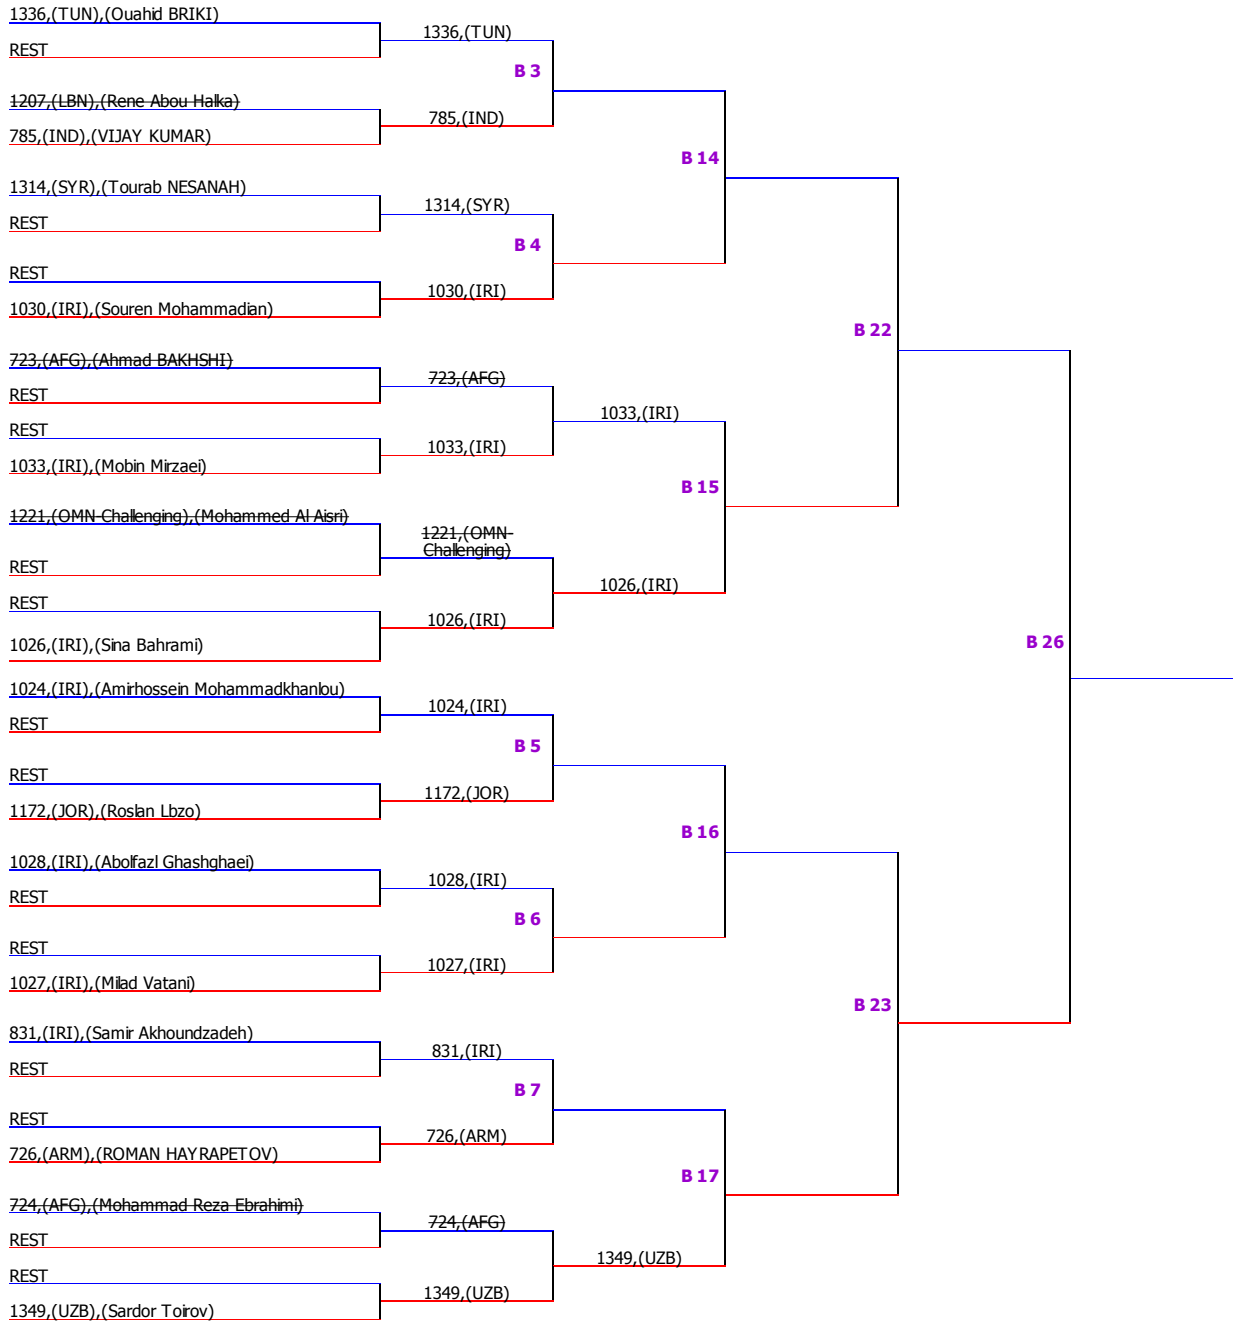 1336,(TUN),(Ouahid BRIKI)
1336,(TUN)
REST
B 3
1207,(LBN),(Rene Abou Halka)
785,(IND)
785,(IND),(VIJAY KUMAR)
B 14
1314,(SYR),(Tourab NESANAH)
1314,(SYR)
REST
B 4
REST
1030,(IRI)
1030,(IRI),(Souren Mohammadian)
B 22
723,(AFG),(Ahmad BAKHSHI)
723,(AFG)
REST
1033,(IRI)
REST
1033,(IRI)
1033,(IRI),(Mobin Mirzaei)
B 15
1221,(OMN-Challenging),(Mohammed Al Aisri)
1221,(OMN-
Challenging)
REST
1026,(IRI)
REST
1026,(IRI)
1026,(IRI),(Sina Bahrami)
B 26
1024,(IRI),(Amirhossein Mohammadkhanlou)
1024,(IRI)
REST
B 5
REST
1172,(JOR)
1172,(JOR),(Roslan Lbzo)
B 16
1028,(IRI),(Abolfazl Ghashghaei)
1028,(IRI)
REST
B 6
REST
1027,(IRI)
1027,(IRI),(Milad Vatani)
B 23
831,(IRI),(Samir Akhoundzadeh)
831,(IRI)
REST
B 7
REST
726,(ARM)
726,(ARM),(ROMAN HAYRAPETOV)
B 17
724,(AFG),(Mohammad Reza Ebrahimi)
724,(AFG)
REST
1349,(UZB)
REST
1349,(UZB)
1349,(UZB),(Sardor Toirov)